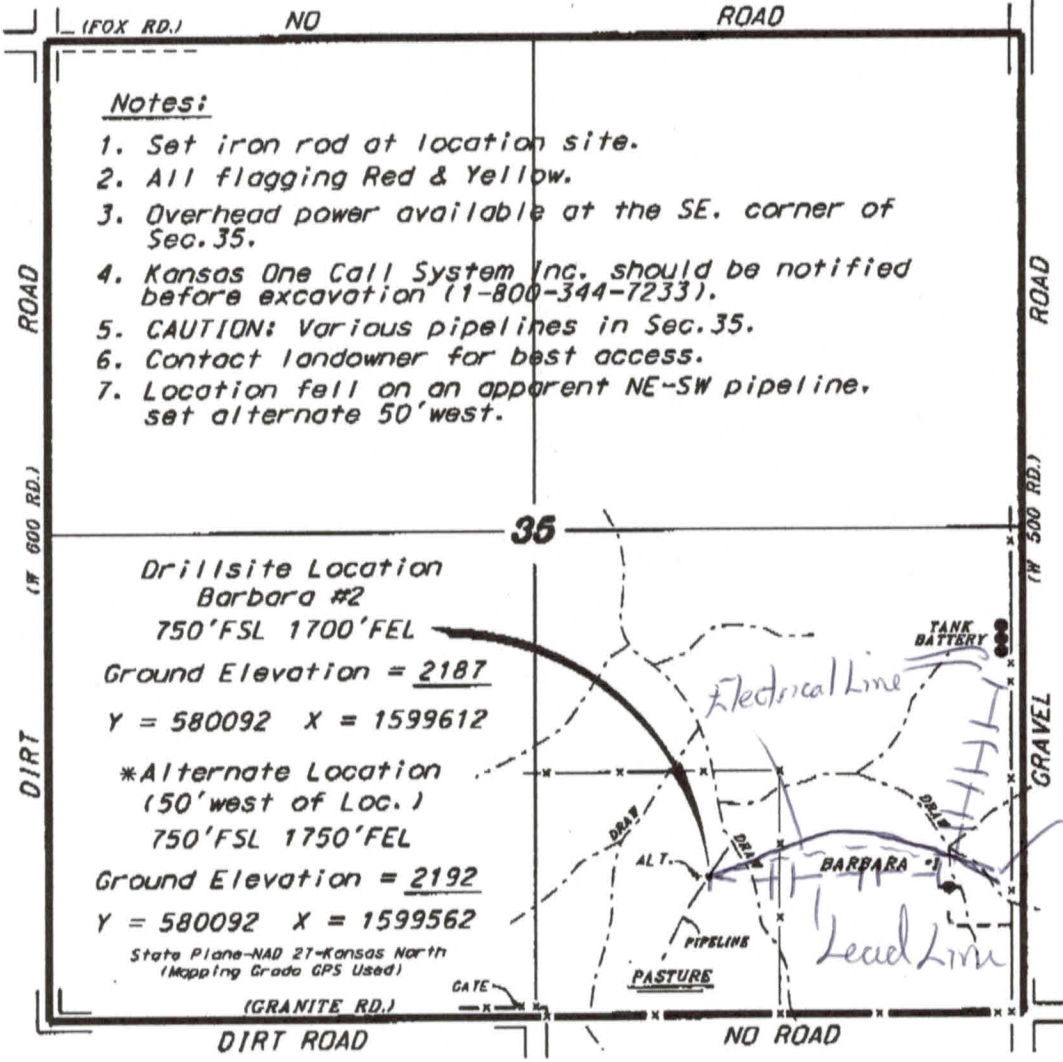 (FOX RD.)
NO
ROAD
Notes:
1. Set iron rod at location site.
2. All flagging Red & Yellow.
3. Overhead power available at the SE. corner of
Sec.35.
4. Kansas One Call System Inc. should be notified
before excavation (1-800-344-7233).
5. CAUTION: Various pipelines in Sec.35.
6. Contact landowner for best access.
7. Location fell on an apparent NE-SW pipeline,
set alternate 50'west.
ROAD
ROAD
(W 600 RD.)
(W 500 RD.)
35
Drillsite Location
Barbara #2
750'FSL 1700'FEL
Ground Elevation = 2187
Y = 580092 X = 1599612
*Alternate Location
(50'west of Loc.)
750'FSL 1750'FEL
Ground Elevation = 2192
Y = 580092 X = 1599562
State Plane-NAD 27-Kansas North
(Mapping Grade GPS Used)
TANK
BATTERY
Electrical Line
DIRT
GRAVEL
DRAW
DRAW
DRAW
ALT.
BARBARA #1
Lead Line
PIPELINE
PASTURE
GATE
(GRANITE RD.)
DIRT ROAD
NO ROAD